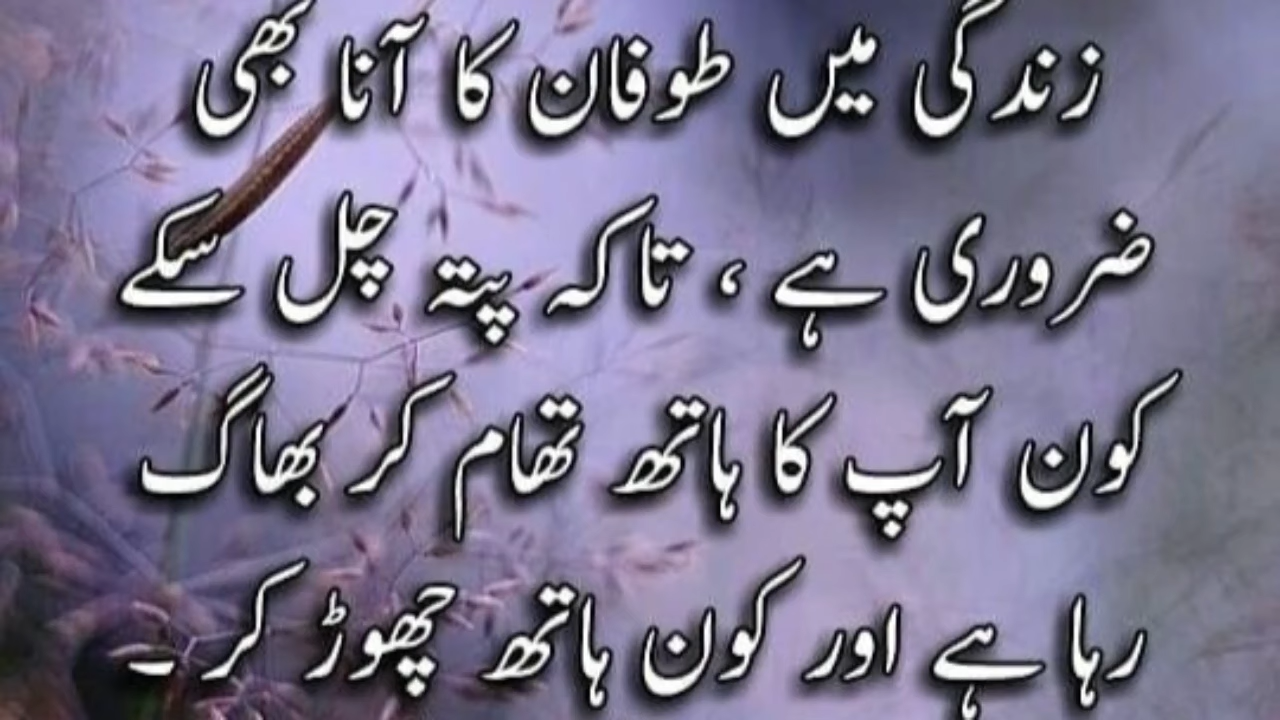 زندگی میں طوفان کا آنا بھی
ضروری ہے ، تاکہ پتہ چل سکے
کون آپ کا ہاتھ تھام کر بھاگ
رہا ہے اور کون ہاتھ چھوڑ کر ۔